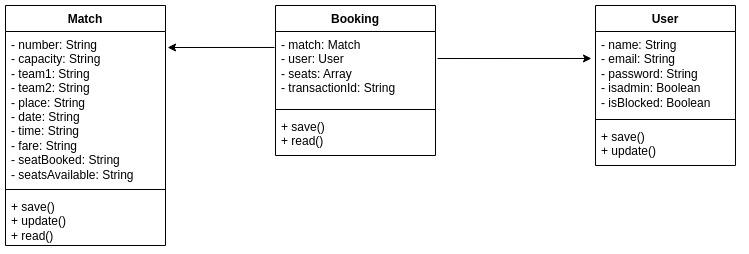 Match
- number: String
- capacity: String
- team1: String
- team2: String
- place: String
- date: String
- time: String
- fare: String
- seatBooked: String
- seatsAvailable: String
+ save()
+ update()
+ read()
Booking
- match: Match
- user: User
- seats: Array
- transactionId: String
+ save()
+ read()
User
- name: String
- email: String
- password: String
- isadmin: Boolean
- isBlocked: Boolean
+ save()
+ update()